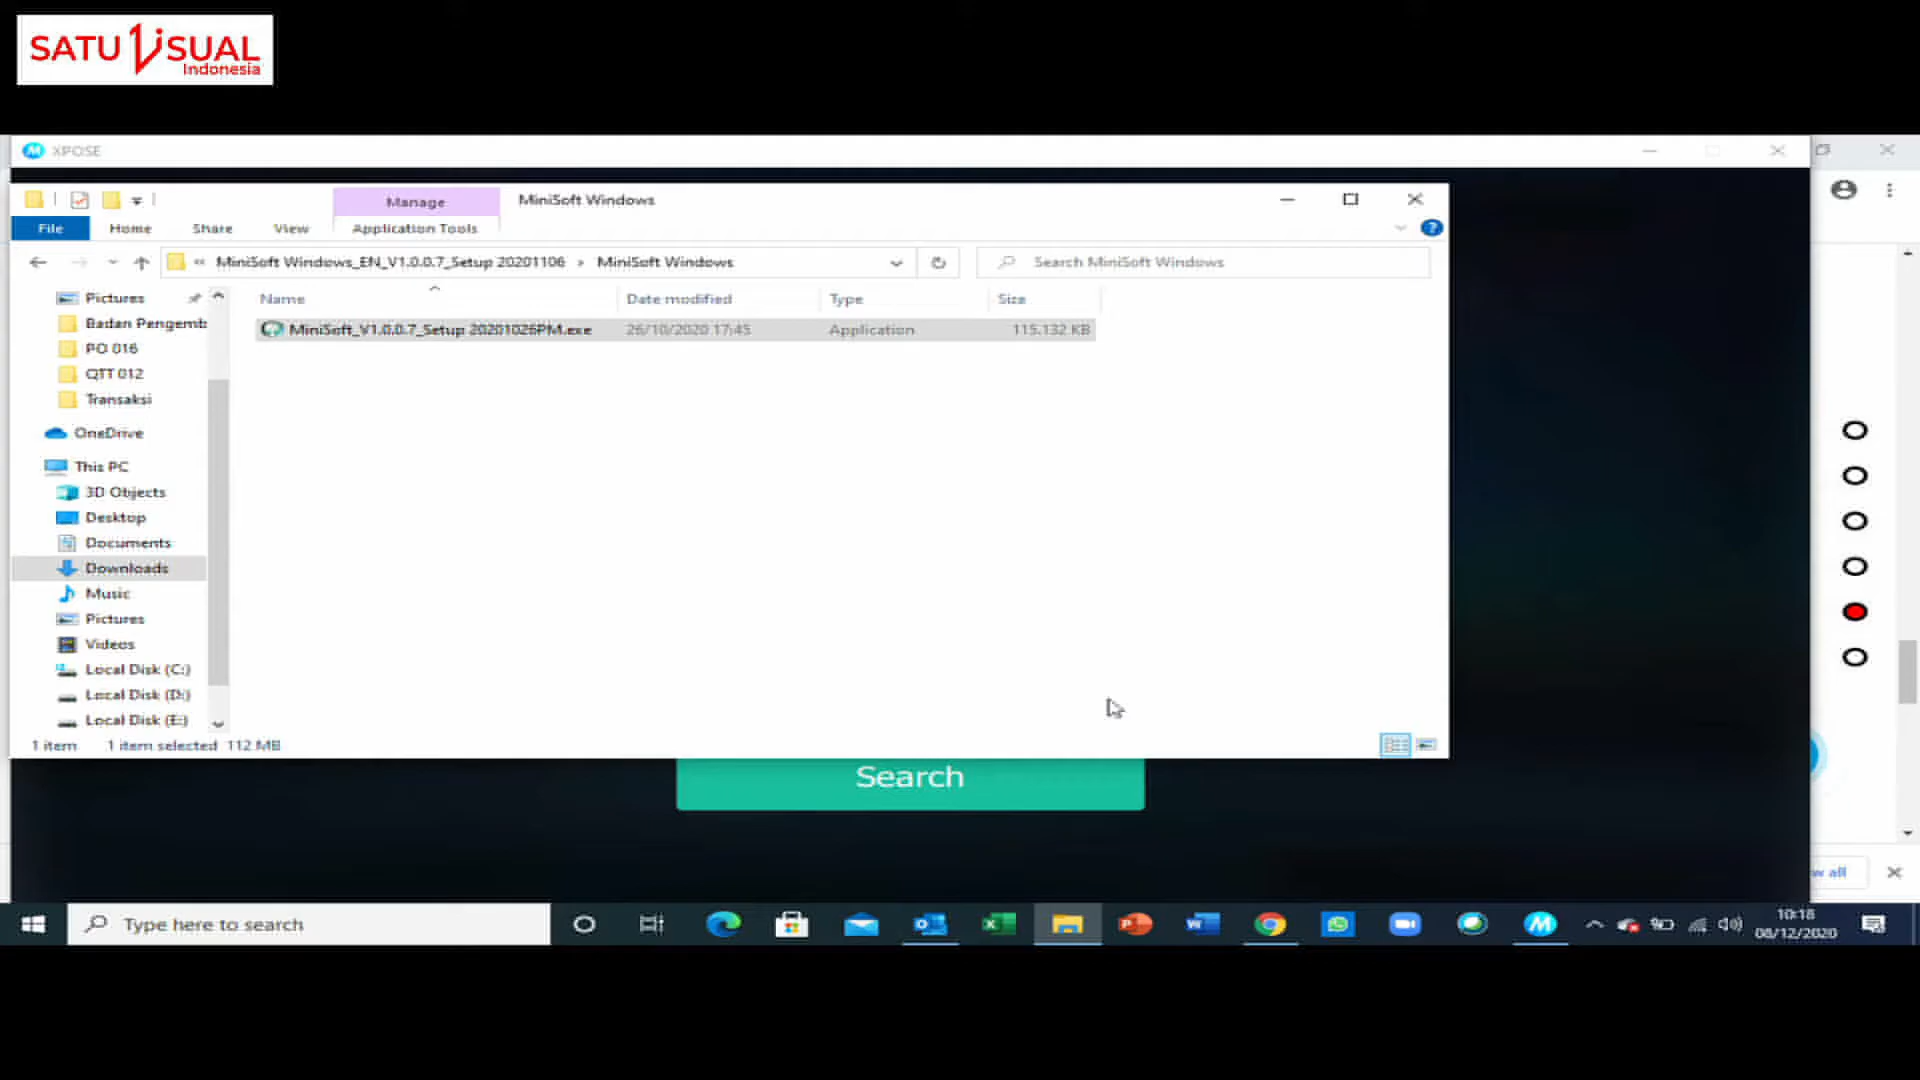 SATU VISUAL
Indonesia
XPOSE
Manage
MiniSoft Windows
File
Home
Share
View
Application Tools
MiniSoft Windows_EN_V1.0.0.7_Setup 20201106 › MiniSoft Windows
Search MiniSoft Windows
Name
Date modified
Type
Size
MiniSoft_V1.0.0.7_Setup 20201026PM.exe
26/10/2020 17:45
Application
115.132 KB
Pictures
Badan Pengemb
PO 016
QTT 012
Transaksi
OneDrive
This PC
3D Objects
Desktop
Documents
Downloads
Music
Pictures
Videos
Local Disk (C:)
Local Disk (D:)
Local Disk (E:)
1 item
1 item selected 112 MB
Search
w all
Type here to search
10:18
08/12/2020